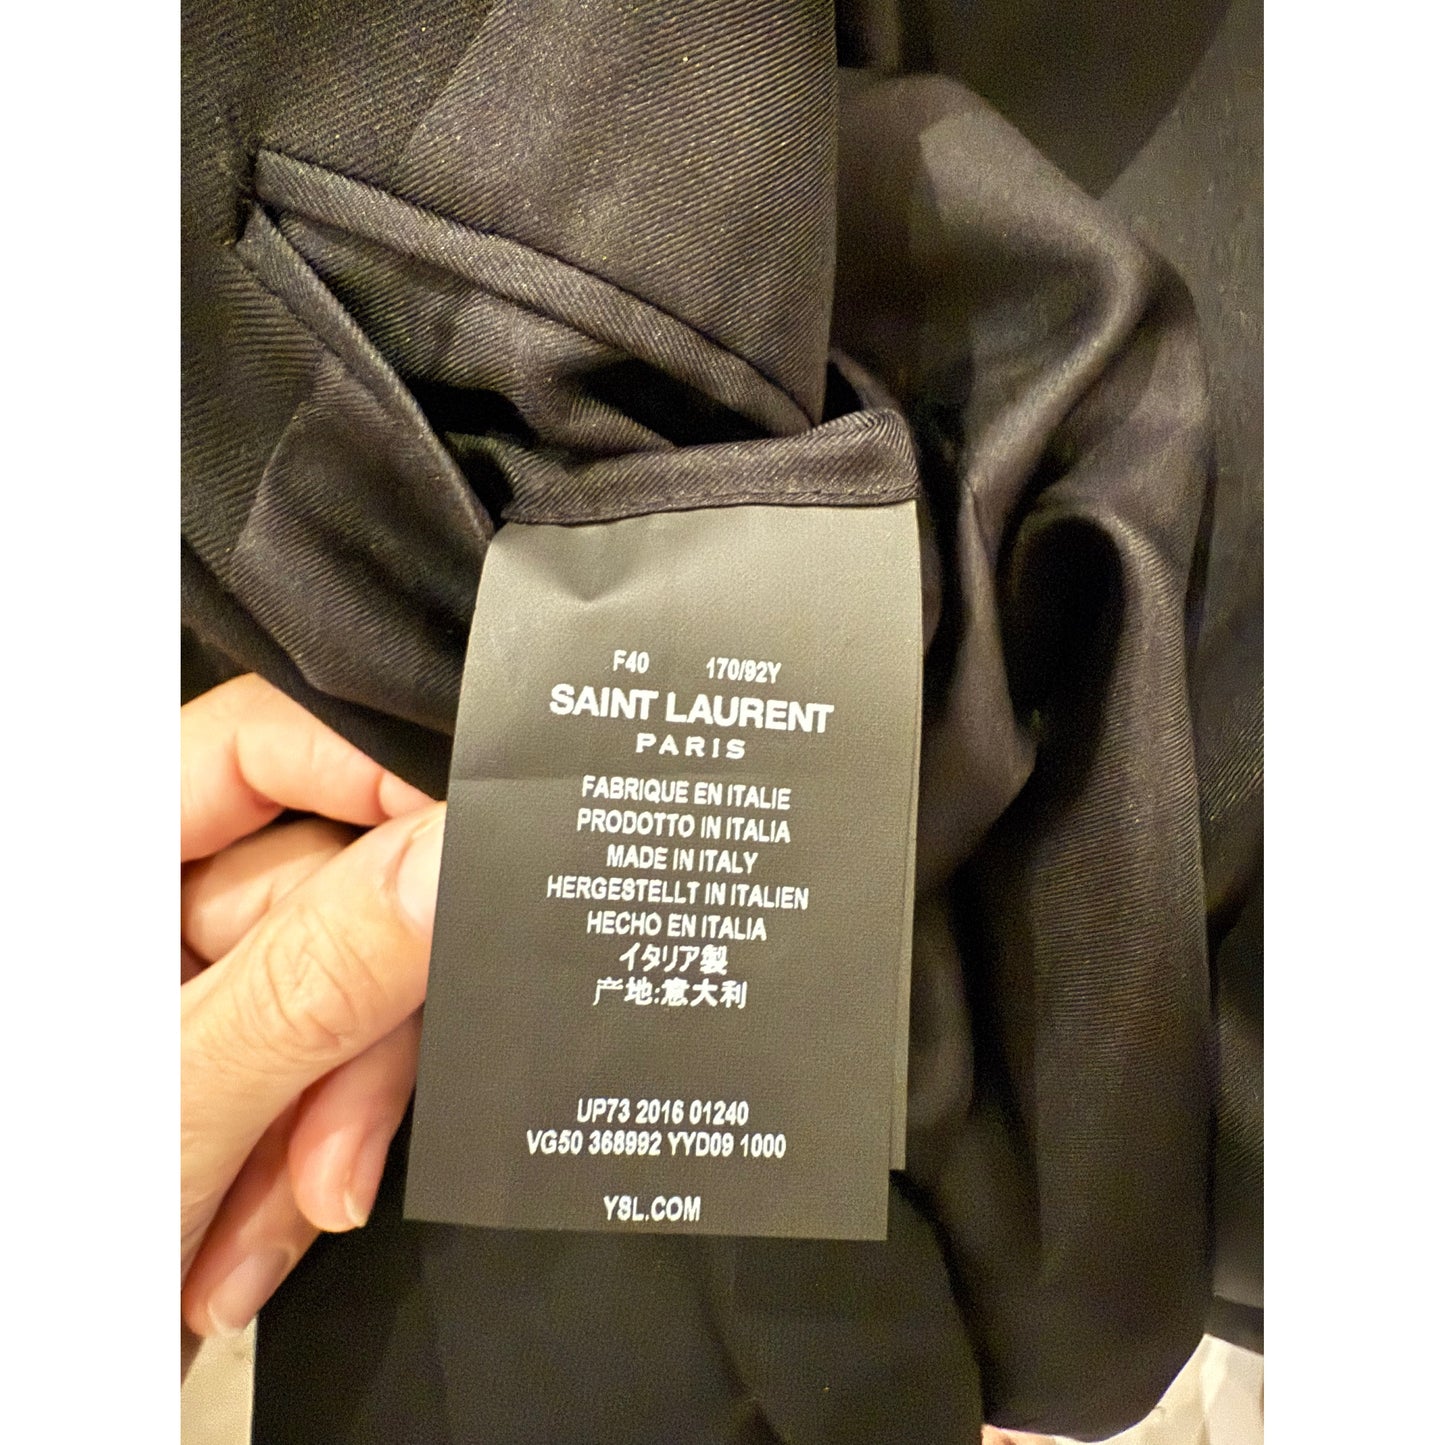 F40 170/92Y
SAINT LAURENT
PARIS
FABRIQUE EN ITALIE
PRODOTTO IN ITALIA
MADE IN ITALY
HERGESTELLT IN ITALIEN
HECHO EN ITALIA
イタリア製
产地:意大利
UP73 2016 01240
VG50 368992 YYD09 1000
YSL.COM